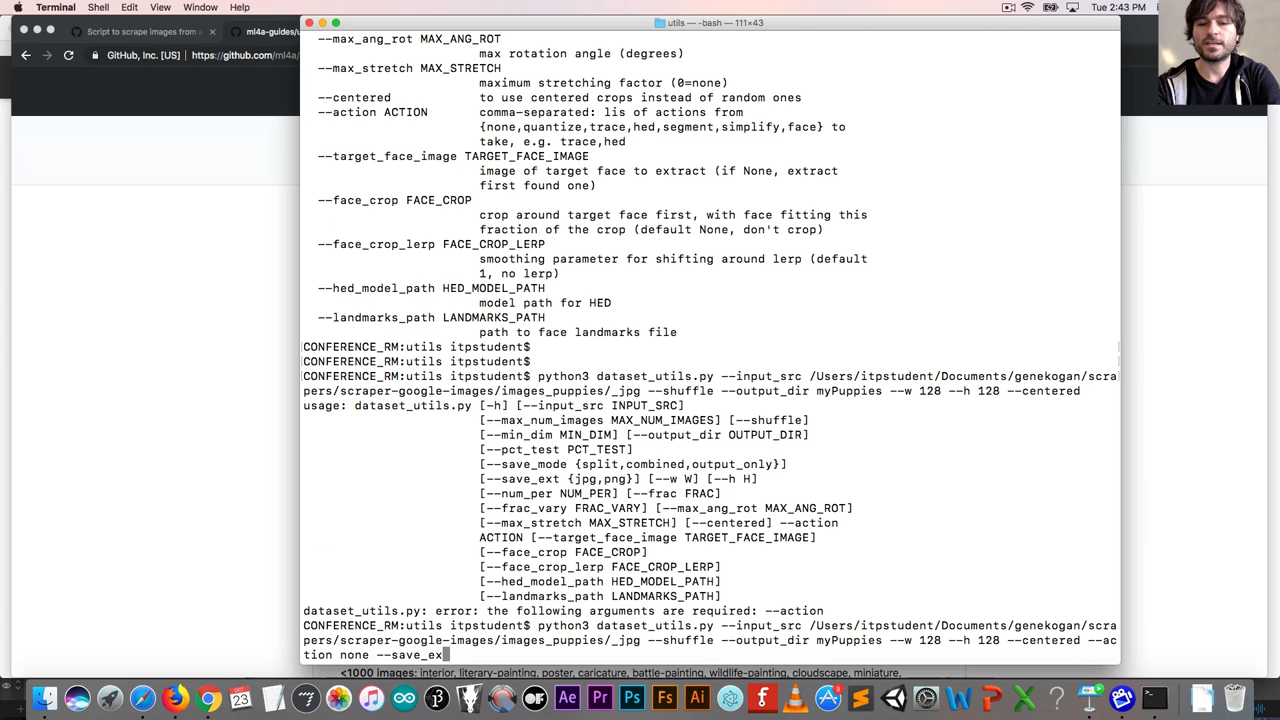 Terminal Shell Edit View Window Help
Tue 2:43 PM
utils — -bash — 111×43
Script to scrape images from a
ml4a-guides/u
GitHub, Inc. [US]
https://github.com/ml4a/
--max_ang_rot MAX_ANG_ROT
max rotation angle (degrees)
--max_stretch MAX_STRETCH
maximum stretching factor (0=none)
--centered to use centered crops instead of random ones
--action ACTION comma-separated: lis of actions from
{none,quantize,trace,hed,segment,simplify,face} to
take, e.g. trace,hed
--target_face_image TARGET_FACE_IMAGE
image of target face to extract (if None, extract
first found one)
--face_crop FACE_CROP
crop around target face first, with face fitting this
fraction of the crop (default None, don't crop)
--face_crop_lerp FACE_CROP_LERP
smoothing parameter for shifting around lerp (default
1, no lerp)
--hed_model_path HED_MODEL_PATH
model path for HED
--landmarks_path LANDMARKS_PATH
path to face landmarks file
CONFERENCE_RM:utils itpstudent$
CONFERENCE_RM:utils itpstudent$
CONFERENCE_RM:utils itpstudent$ python3 dataset_utils.py --input_src /Users/itpstudent/Documents/genekogan/scra
pers/scraper-google-images/images_puppies/_jpg --shuffle --output_dir myPuppies --w 128 --h 128 --centered
usage: dataset_utils.py [-h] [--input_src INPUT_SRC]
[--max_num_images MAX_NUM_IMAGES] [--shuffle]
[--min_dim MIN_DIM] [--output_dir OUTPUT_DIR]
[--pct_test PCT_TEST]
[--save_mode {split,combined,output_only}]
[--save_ext {jpg,png}] [--w W] [--h H]
[--num_per NUM_PER] [--frac FRAC]
[--frac_vary FRAC_VARY] [--max_ang_rot MAX_ANG_ROT]
[--max_stretch MAX_STRETCH] [--centered] --action
ACTION [--target_face_image TARGET_FACE_IMAGE]
[--face_crop FACE_CROP]
[--face_crop_lerp FACE_CROP_LERP]
[--hed_model_path HED_MODEL_PATH]
[--landmarks_path LANDMARKS_PATH]
dataset_utils.py: error: the following arguments are required: --action
CONFERENCE_RM:utils itpstudent$ python3 dataset_utils.py --input_src /Users/itpstudent/Documents/genekogan/scra
pers/scraper-google-images/images_puppies/_jpg --shuffle --output_dir myPuppies --w 128 --h 128 --centered --ac
tion none --save_ex
<1000 images: interior, literary-painting, poster, caricature, battle-painting, wildlife-painting, cloudscape, miniature,